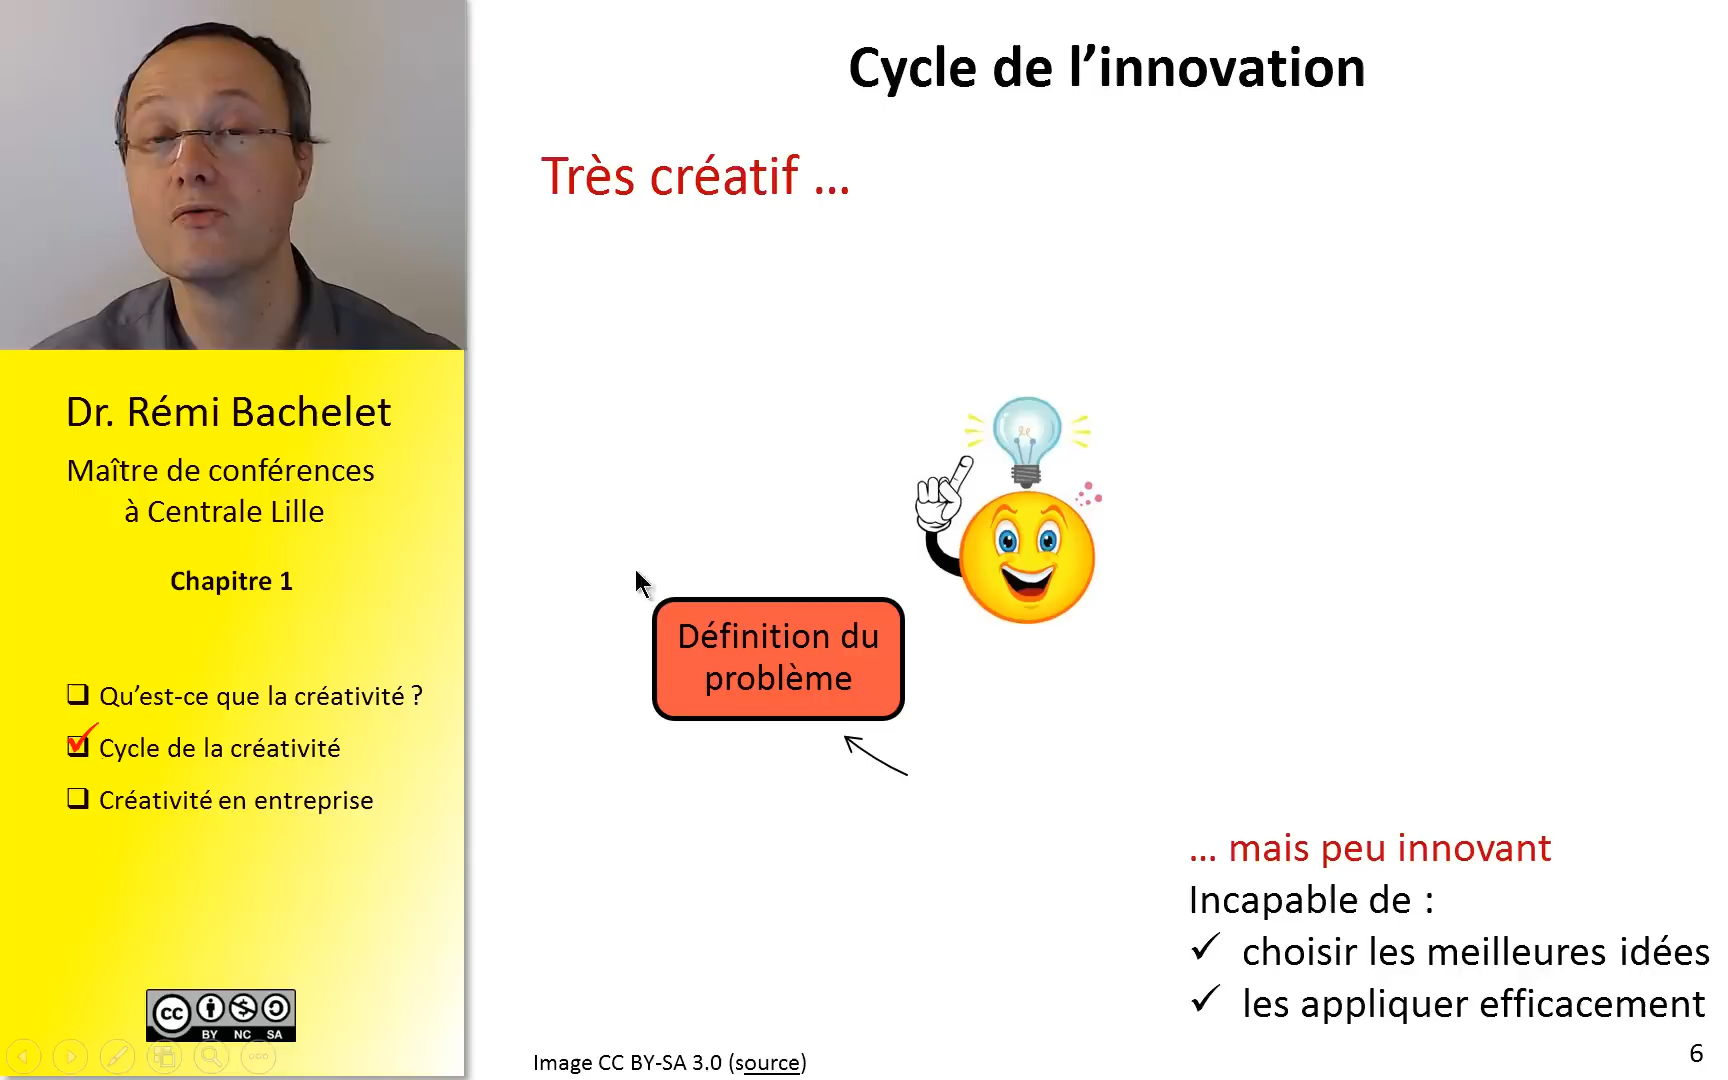 Cycle de l’innovation
Très créatif ...
Dr. Rémi Bachelet
Maître de conférences
à Centrale Lille
Chapitre 1
Qu’est-ce que la créativité ?
Cycle de la créativité
Créativité en entreprise
Définition du
problème
... mais peu innovant
Incapable de :
choisir les meilleures idées
les appliquer efficacement
cc
BY NC SA
Image CC BY-SA 3.0 (source)
6